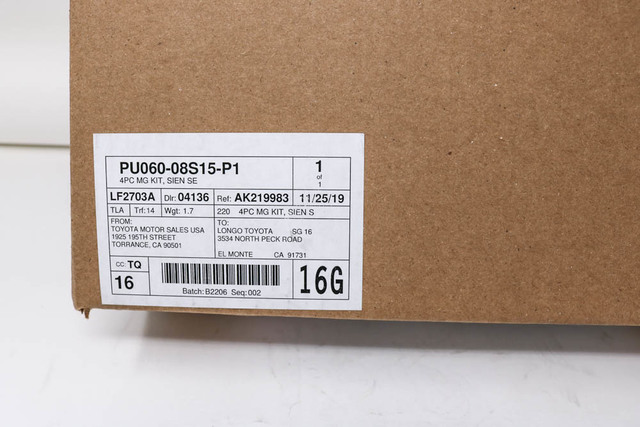 PU060-08S15-P1
4PC MG KIT, SIEN SE
1
of
1
LF2703A Dlr: 04136 Ref: AK219983 11/25/19
TLA Trf:14 Wgt: 1.7 220 4PC MG KIT, SIEN S
FROM:
TOYOTA MOTOR SALES USA
1925 195TH STREET
TORRANCE, CA 90501
TO:
LONGO TOYOTA SG 16
3534 NORTH PECK ROAD
EL MONTE CA 91731
CC: TQ
16
Batch: B2206 Seq: 002
16G